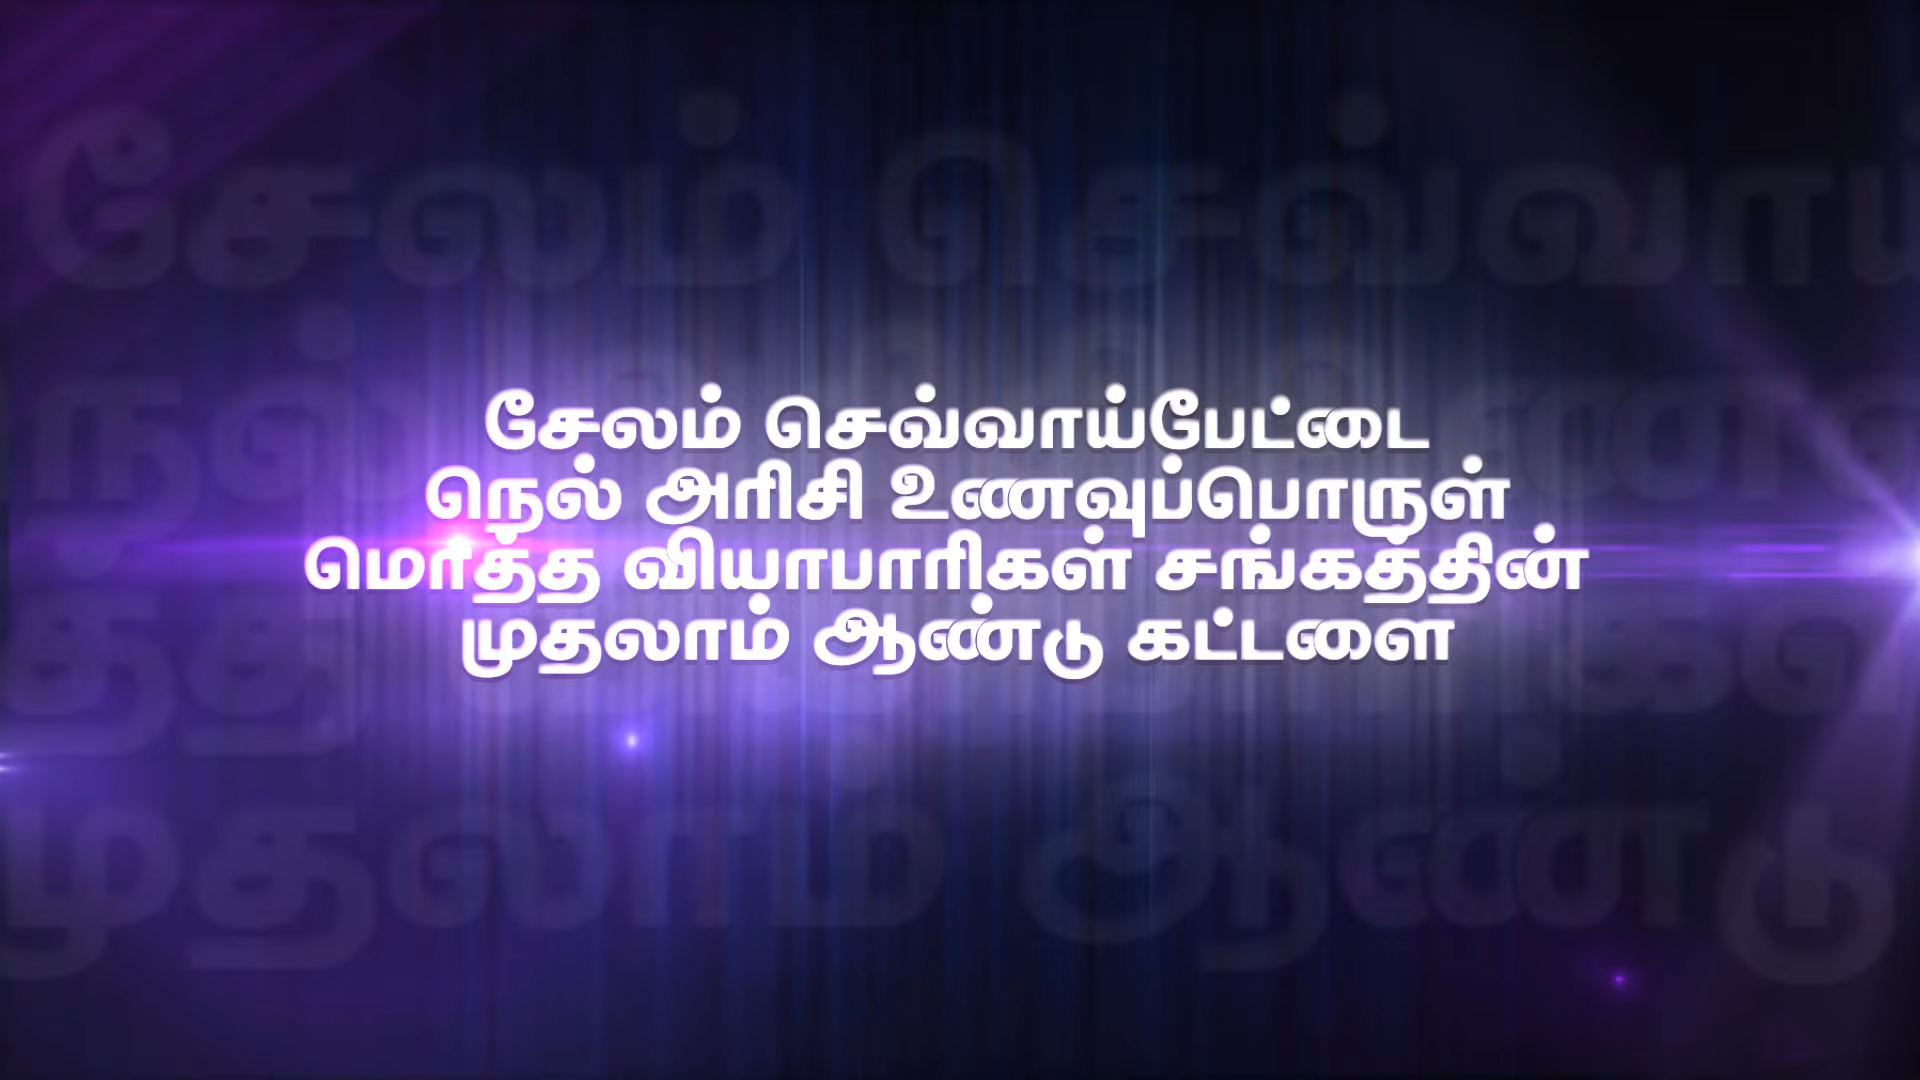 சேலம் செவ்வாய்பேட்டை
நெல் அரிசி உணவுப்பொருள்
மொத்த வியாபாரிகள் சங்கத்தின்
முதலாம் ஆண்டு கட்டளை